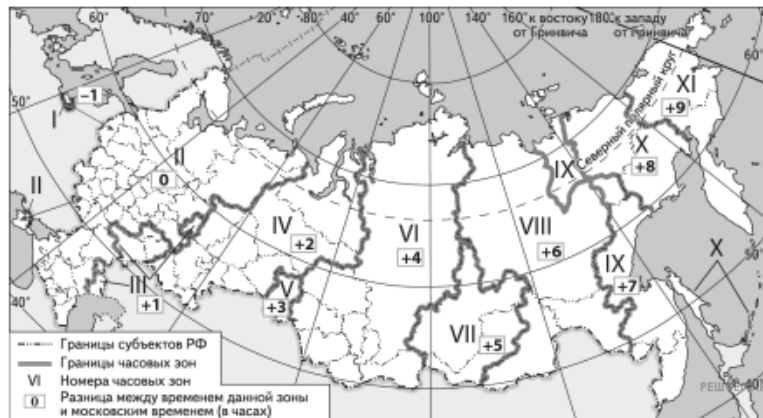 60°
70°
20°
40°
60°
80°
100°
120°
140°
160° к востоку
от Гринвича
180° к западу
от Гринвича
60°
50°
I
-1
II
II
0
Северный полярный круг
XI
+9
X
+8
IX
IV
+2
VI
+4
VIII
+6
IX
+7
X
50°
V
+3
III
+1
VII
+5
40°
40°
Границы субъектов РФ
Границы часовых зон
VI Номера часовых зон
0 Разница между временем данной зоны
и московским временем (в часах)